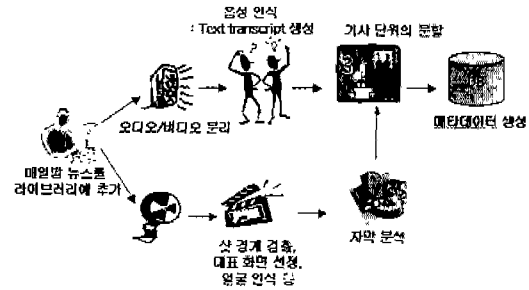 음성 인식
: Text transcript 생성
기사 단위의 분할
오디오/비디오 분리
메타데이터 생성
매일밤 뉴스를
라이브러리에 추가
샷 경계 검출,
대표 화면 선정,
얼굴 인식 등
자막 분석